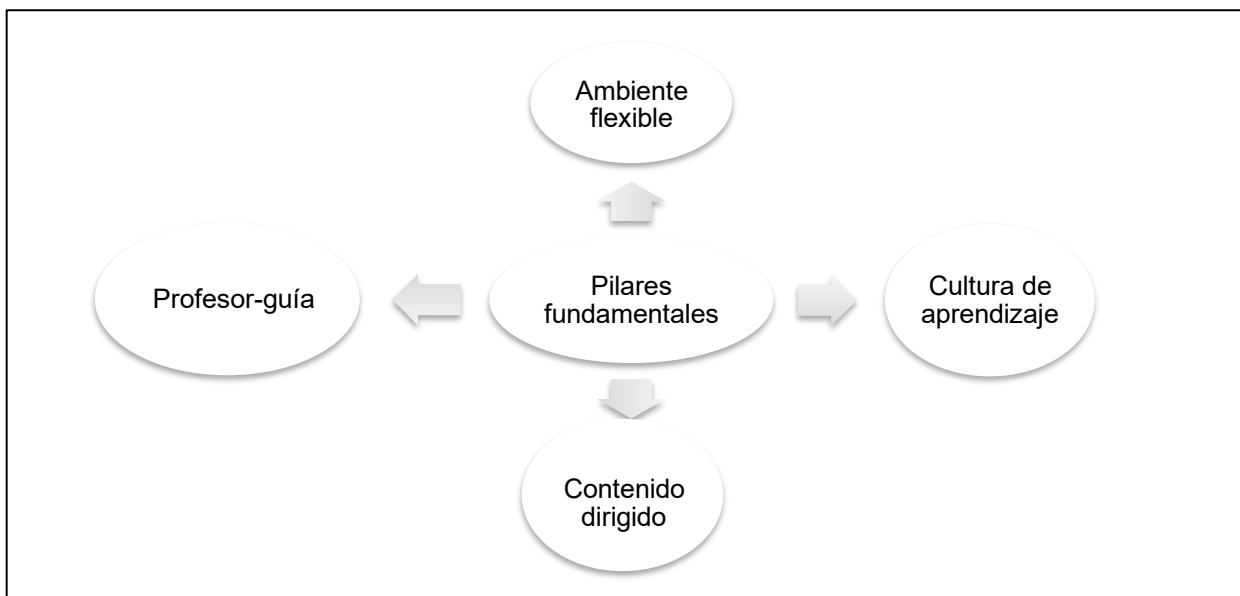 Ambiente
flexible
Profesor-guía
Pilares
fundamentales
Cultura de
aprendizaje
Contenido
dirigido